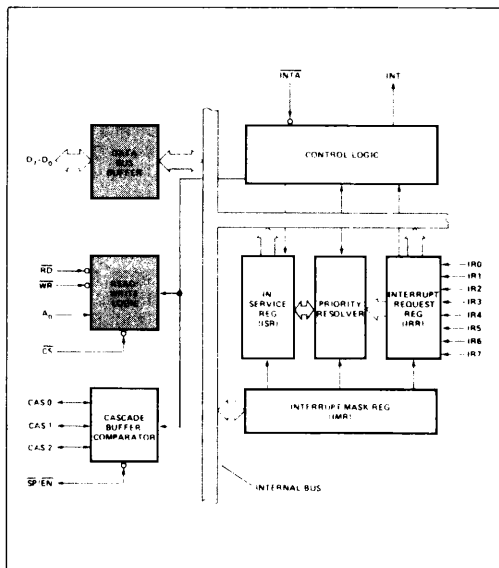 INTA
INT
CONTROL LOGIC
D7-D0
DATA
BUS
BUFFER
RD
WR
A0
CS
READ/
WRITE
LOGIC
IN
SERVICE
REG
(ISR)
PRIORITY
RESOLVER
INTERRUPT
REQUEST
REG
(IRR)
IR0
IR1
IR2
IR3
IR4
IR5
IR6
IR7
CAS 0
CAS 1
CAS 2
CASCADE
BUFFER
COMPARATOR
INTERRUPT MASK REG
(IMR)
SP/EN
INTERNAL BUS